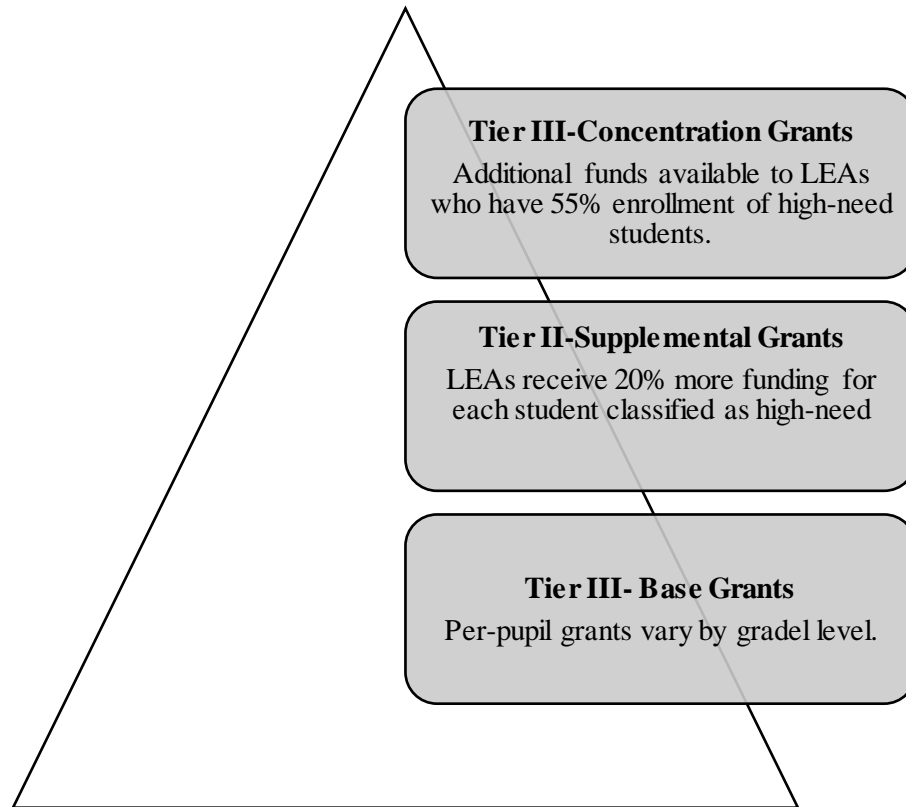 Tier III-Concentration Grants
Additional funds available to LEAs
who have 55% enrollment of high-need
students.
Tier II-Supplemental Grants
LEAs receive 20% more funding for
each student classified as high-need
Tier III- Base Grants
Per-pupil grants vary by gradel level.